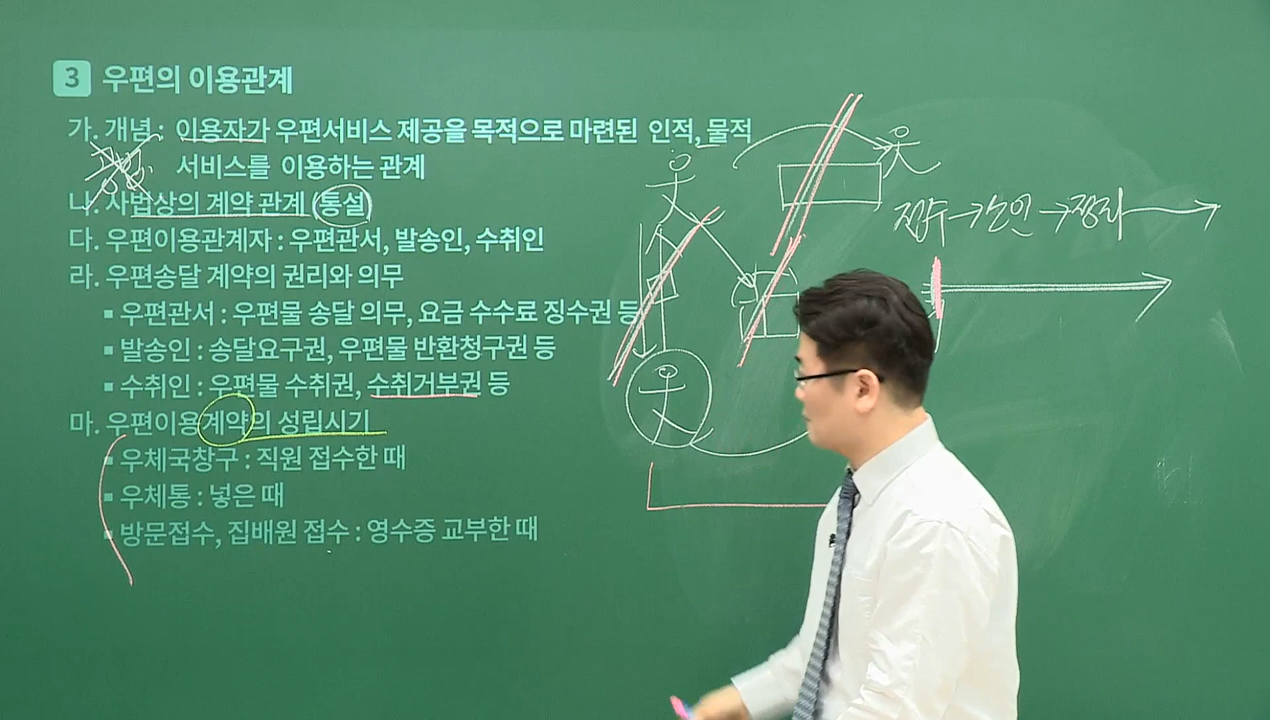 3 우편의 이용관계
가. 개념 : 이용자가 우편서비스 제공을 목적으로 마련된 인적, 물적
서비스를 이용하는 관계
나. 사법상의 계약 관계 (통설)
다. 우편이용관계자 : 우편관서, 발송인, 수취인
라. 우편송달 계약의 권리와 의무
▪ 우편관서 : 우편물 송달 의무, 요금 수수료 징수권 등
▪ 발송인 : 송달요구권, 우편물 반환청구권 등
▪ 수취인 : 우편물 수취권, 수취거부권 등
마. 우편이용계약의 성립시기
▪ 우체국창구 : 직원 접수한 때
▪ 우체통 : 넣은 때
▪ 방문접수, 집배원 접수 : 영수증 교부한 때
접수 → 소인 →